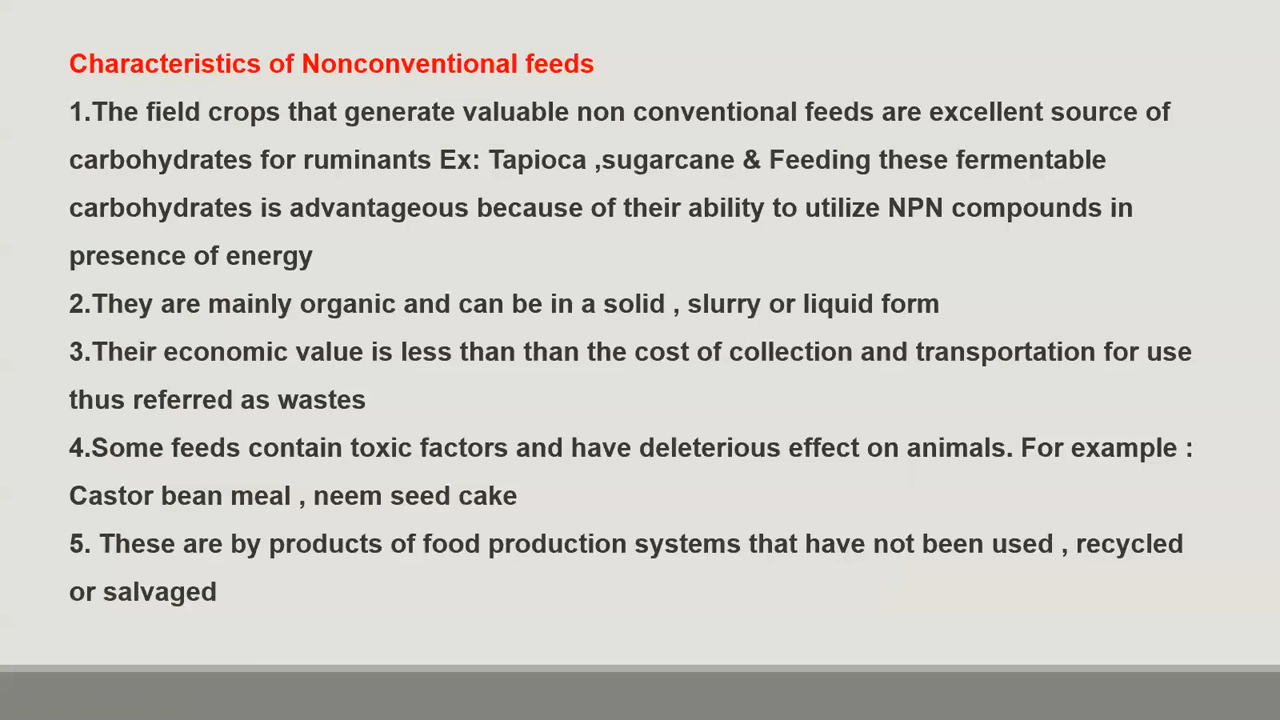 Characteristics of Nonconventional feeds
1.The field crops that generate valuable non conventional feeds are excellent source of
carbohydrates for ruminants Ex: Tapioca ,sugarcane & Feeding these fermentable
carbohydrates is advantageous because of their ability to utilize NPN compounds in
presence of energy
2.They are mainly organic and can be in a solid , slurry or liquid form
3.Their economic value is less than than the cost of collection and transportation for use
thus referred as wastes
4.Some feeds contain toxic factors and have deleterious effect on animals. For example :
Castor bean meal , neem seed cake
5. These are by products of food production systems that have not been used , recycled
or salvaged